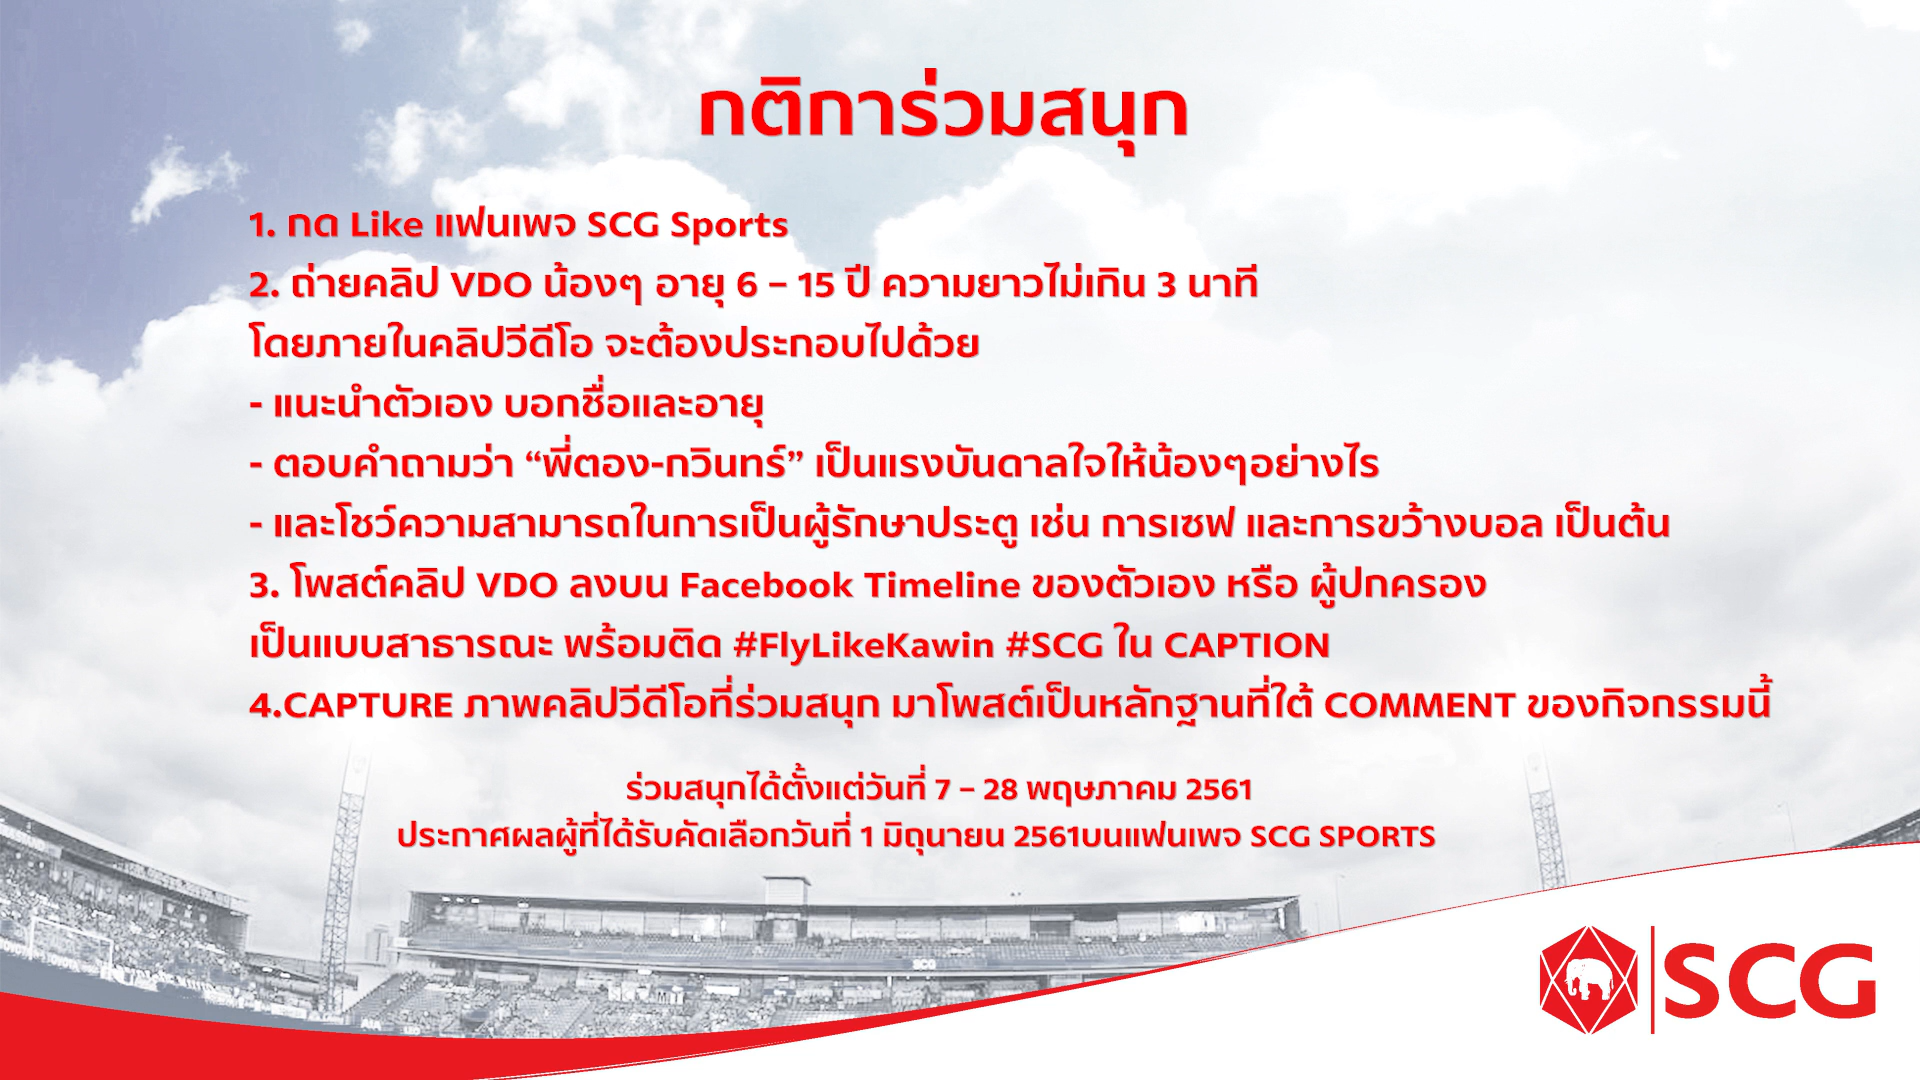 กติการ่วมสนุก
1. กด Like แฟนเพจ SCG Sports
2. ถ่ายคลิป VDO น้องๆ อายุ 6 – 15 ปี ความยาวไม่เกิน 3 นาที
โดยภายในคลิปวีดีโอ จะต้องประกอบไปด้วย
- แนะนำตัวเอง บอกชื่อและอายุ
- ตอบคำถามว่า “พี่ตอง-กวินทร์” เป็นแรงบันดาลใจให้น้องๆอย่างไร
- และโชว์ความสามารถในการเป็นผู้รักษาประตู เช่น การเซฟ และการขว้างบอล เป็นต้น
3. โพสต์คลิป VDO ลงบน Facebook Timeline ของตัวเอง หรือ ผู้ปกครอง
เป็นแบบสาธารณะ พร้อมติด #FlyLikeKawin #SCG ใน CAPTION
4.CAPTURE ภาพคลิปวีดีโอที่ร่วมสนุก มาโพสต์เป็นหลักฐานที่ใต้ COMMENT ของกิจกรรมนี้
ร่วมสนุกได้ตั้งแต่วันที่ 7 – 28 พฤษภาคม 2561
ประกาศผลผู้ที่ได้รับคัดเลือกวันที่ 1 มิถุนายน 2561บนแฟนเพจ SCG SPORTS
SCG
SCG